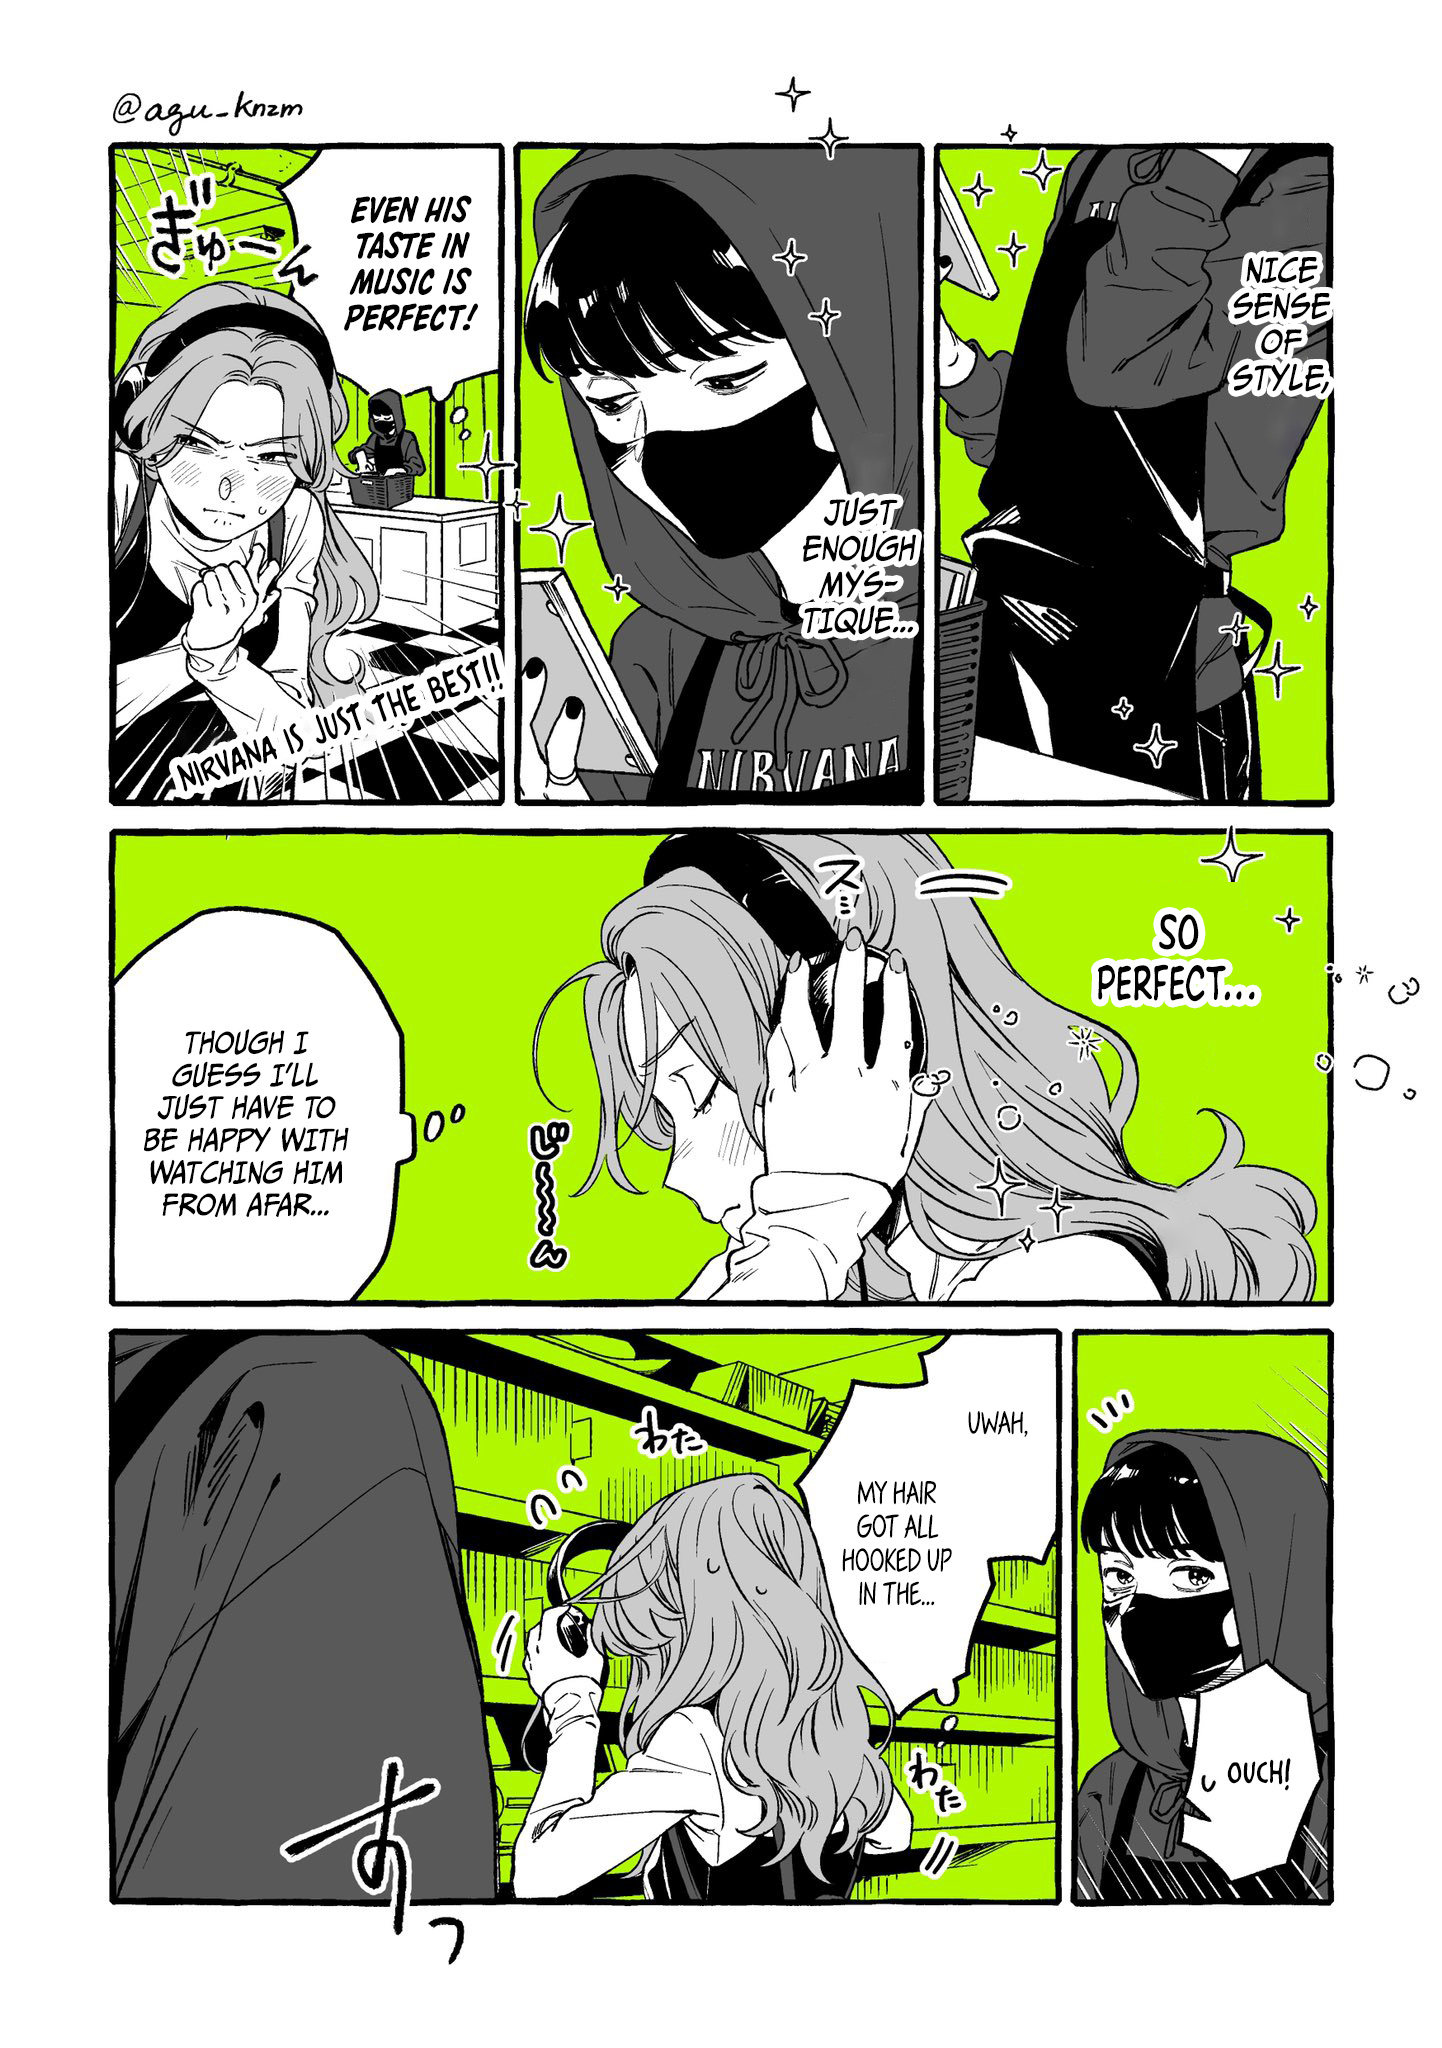 @agu_knzm
NICE
SENSE
OF
STYLE,
JUST
ENOUGH
MYS-
TIQUE...
NIRVANA
EVEN HIS
TASTE IN
MUSIC IS
PERFECT!
ぎゅーん
NIRVANA IS JUST THE BEST!!
SO
PERFECT...
ス...
じーーん
THOUGH I
GUESS I'LL
JUST HAVE TO
BE HAPPY WITH
WATCHING HIM
FROM AFAR...
OUCH!
UWAH,
MY HAIR
GOT ALL
HOOKED UP
IN THE...
わた
わた
すっ